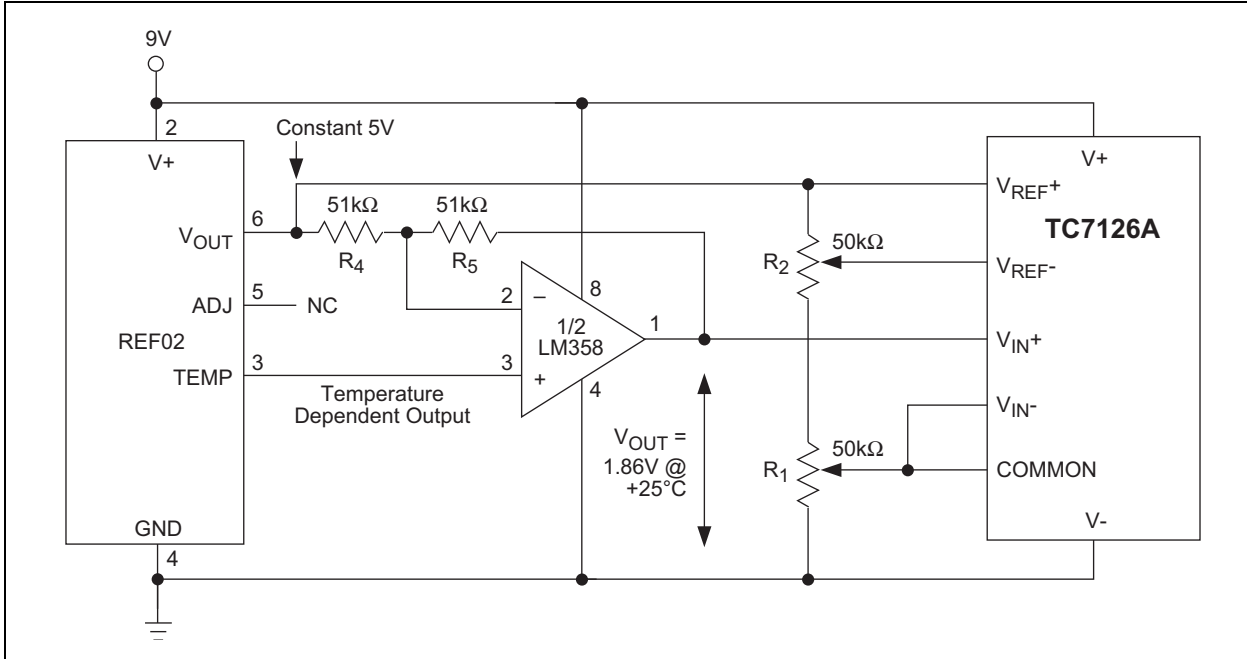 9V
2
V+
Constant 5V
V+
6
VOUT
51kΩ
R4
51kΩ
R5
VREF+
TC7126A
R2
50kΩ
VREF-
5
ADJ
NC
REF02
2
–
8
1/2
LM358
1
VIN+
3
TEMP
3
+
4
Temperature
Dependent Output
VIN-
VOUT =
1.86V @
+25°C
50kΩ
R1
COMMON
V-
GND
4